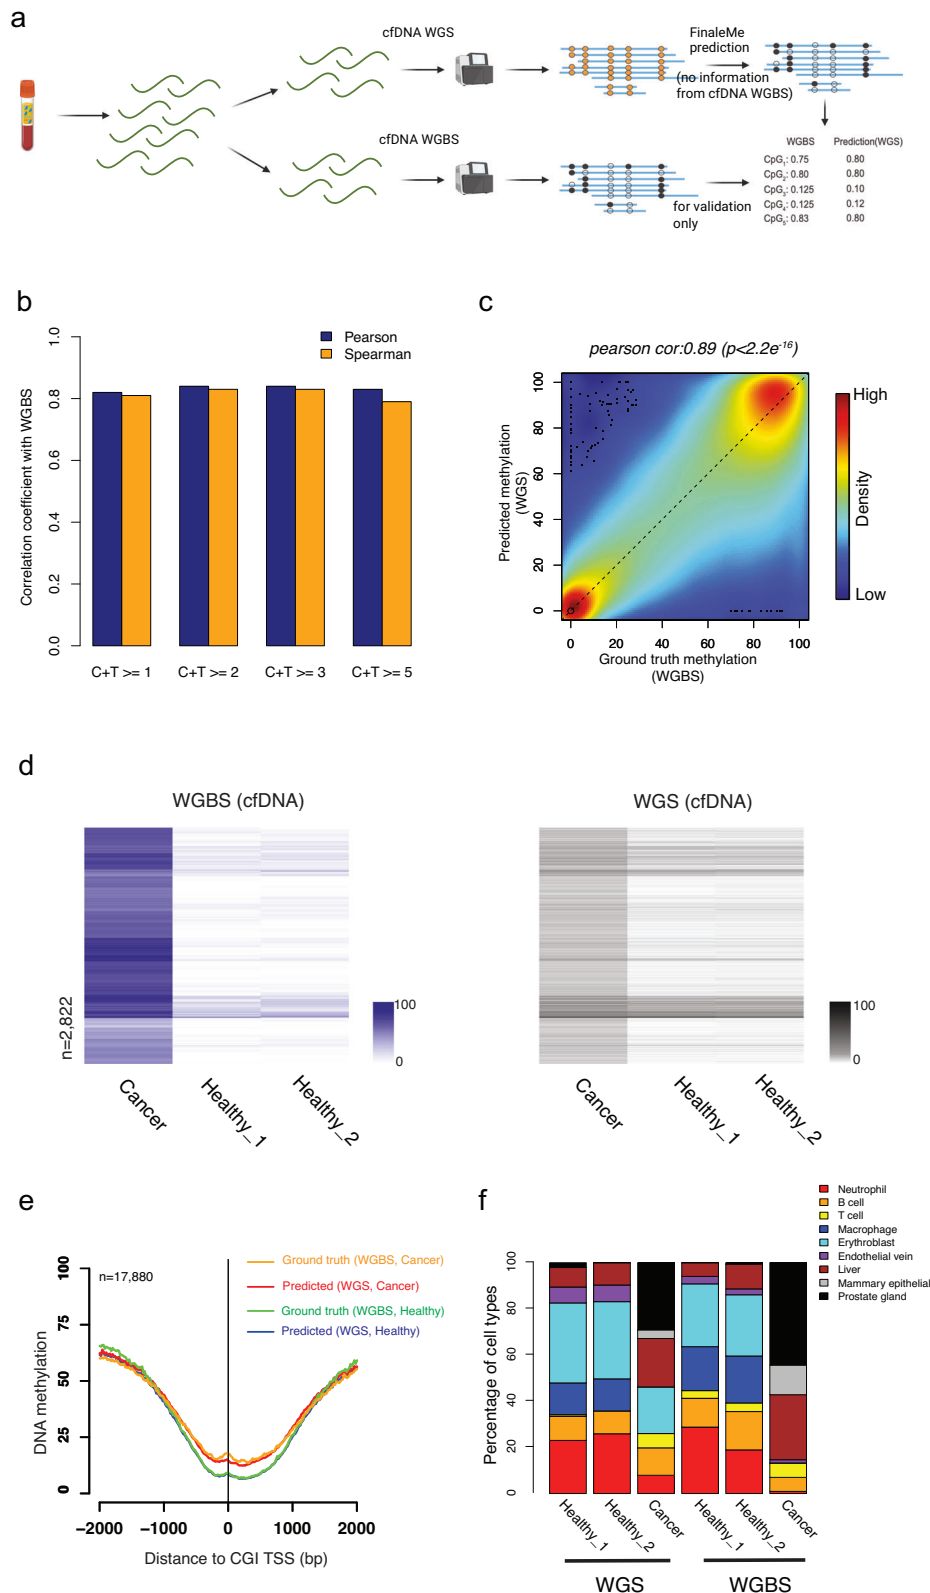 a
cfDNA WGS
FinaleMe
prediction
(no information
from cfDNA WGBS)
cfDNA WGBS
for validation
only
WGBS Prediction(WGS)
CpG1: 0.75 0.80
CpG2: 0.80 0.80
CpG3: 0.125 0.10
CpG4: 0.125 0.12
CpG5: 0.83 0.80
b
Correlation coefficient with WGBS
1.0
0.8
0.6
0.4
0.2
0.0
Pearson
Spearman
C+T >= 1 C+T >= 2 C+T >= 3 C+T >= 5
c
pearson cor:0.89 (p<2.2e-16)
Predicted methylation
(WGS)
100
80
60
40
20
0
0 20 40 60 80 100
Ground truth methylation
(WGBS)
High
Density
Low
d
WGBS (cfDNA)
n=2,822
100
0
Cancer
Healthy_1
Healthy_2
WGS (cfDNA)
100
0
Cancer
Healthy_1
Healthy_2
e
DNA methylation
100
75
50
25
0
n=17,880
Ground truth (WGBS, Cancer)
Predicted (WGS, Cancer)
Ground truth (WGBS, Healthy)
Predicted (WGS, Healthy)
−2000 −1000 0 1000 2000
Distance to CGI TSS (bp)
f
Neutrophil
B cell
T cell
Macrophage
Erythroblast
Endothelial vein
Liver
Mammary epithelial
Prostate gland
Percentage of cell types
100
80
60
40
20
0
Healthy_1
Healthy_2
Cancer
Healthy_1
Healthy_2
Cancer
WGS WGBS